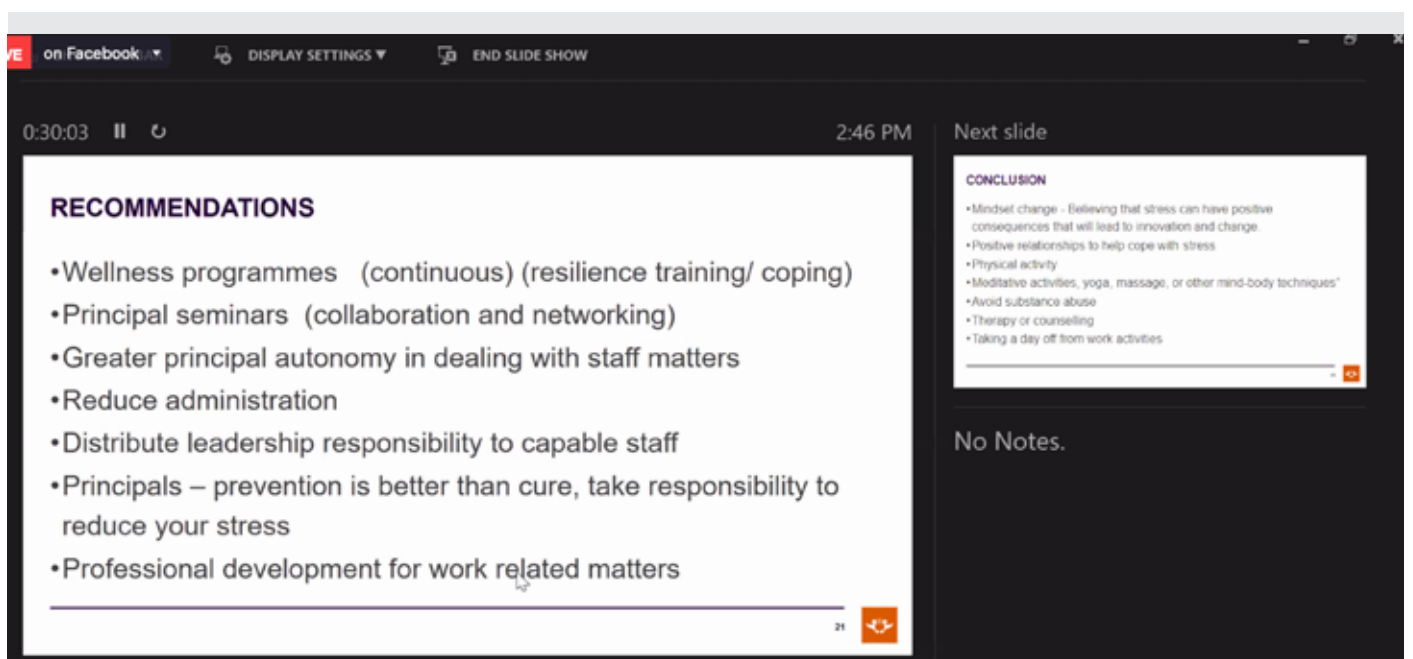 VE on Facebook
DISPLAY SETTINGS ▼
END SLIDE SHOW
0:30:03
2:46 PM
Next slide
RECOMMENDATIONS
•Wellness programmes (continuous) (resilience training/ coping)
•Principal seminars (collaboration and networking)
•Greater principal autonomy in dealing with staff matters
•Reduce administration
•Distribute leadership responsibility to capable staff
•Principals – prevention is better than cure, take responsibility to
reduce your stress
•Professional development for work related matters
21
CONCLUSION
•Mindset change - Believing that stress can have positive
consequences that will lead to innovation and change.
•Positive relationships to help cope with stress
•Physical activity
•Meditative activities, yoga, massage, or other mind-body techniques"
•Avoid substance abuse
•Therapy or counselling
•Taking a day off from work activities
No Notes.